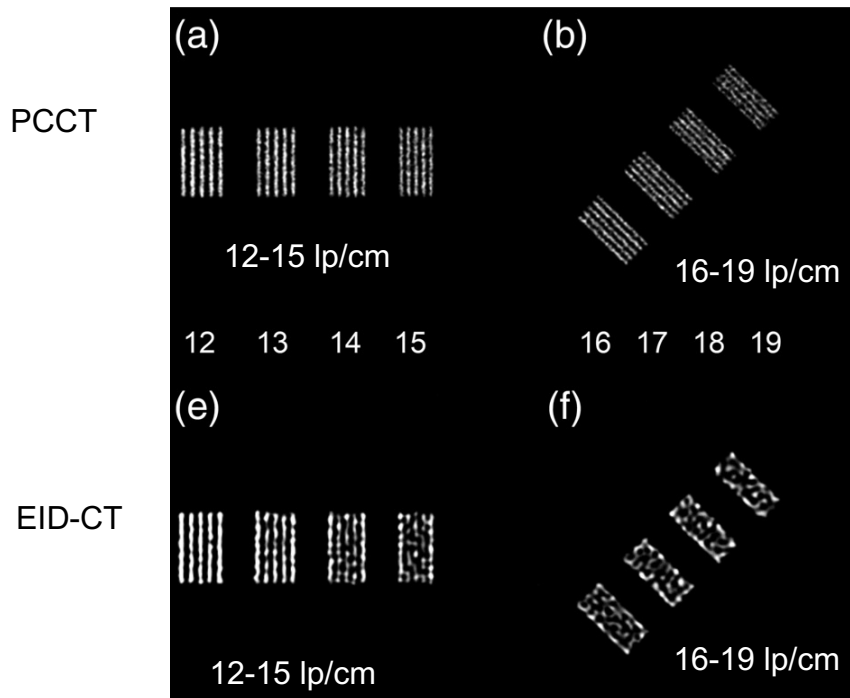 (a)
(b)
PCCT
12-15 lp/cm
16-19 lp/cm
12 13 14 15
16 17 18 19
(e)
(f)
EID-CT
12-15 lp/cm
16-19 lp/cm